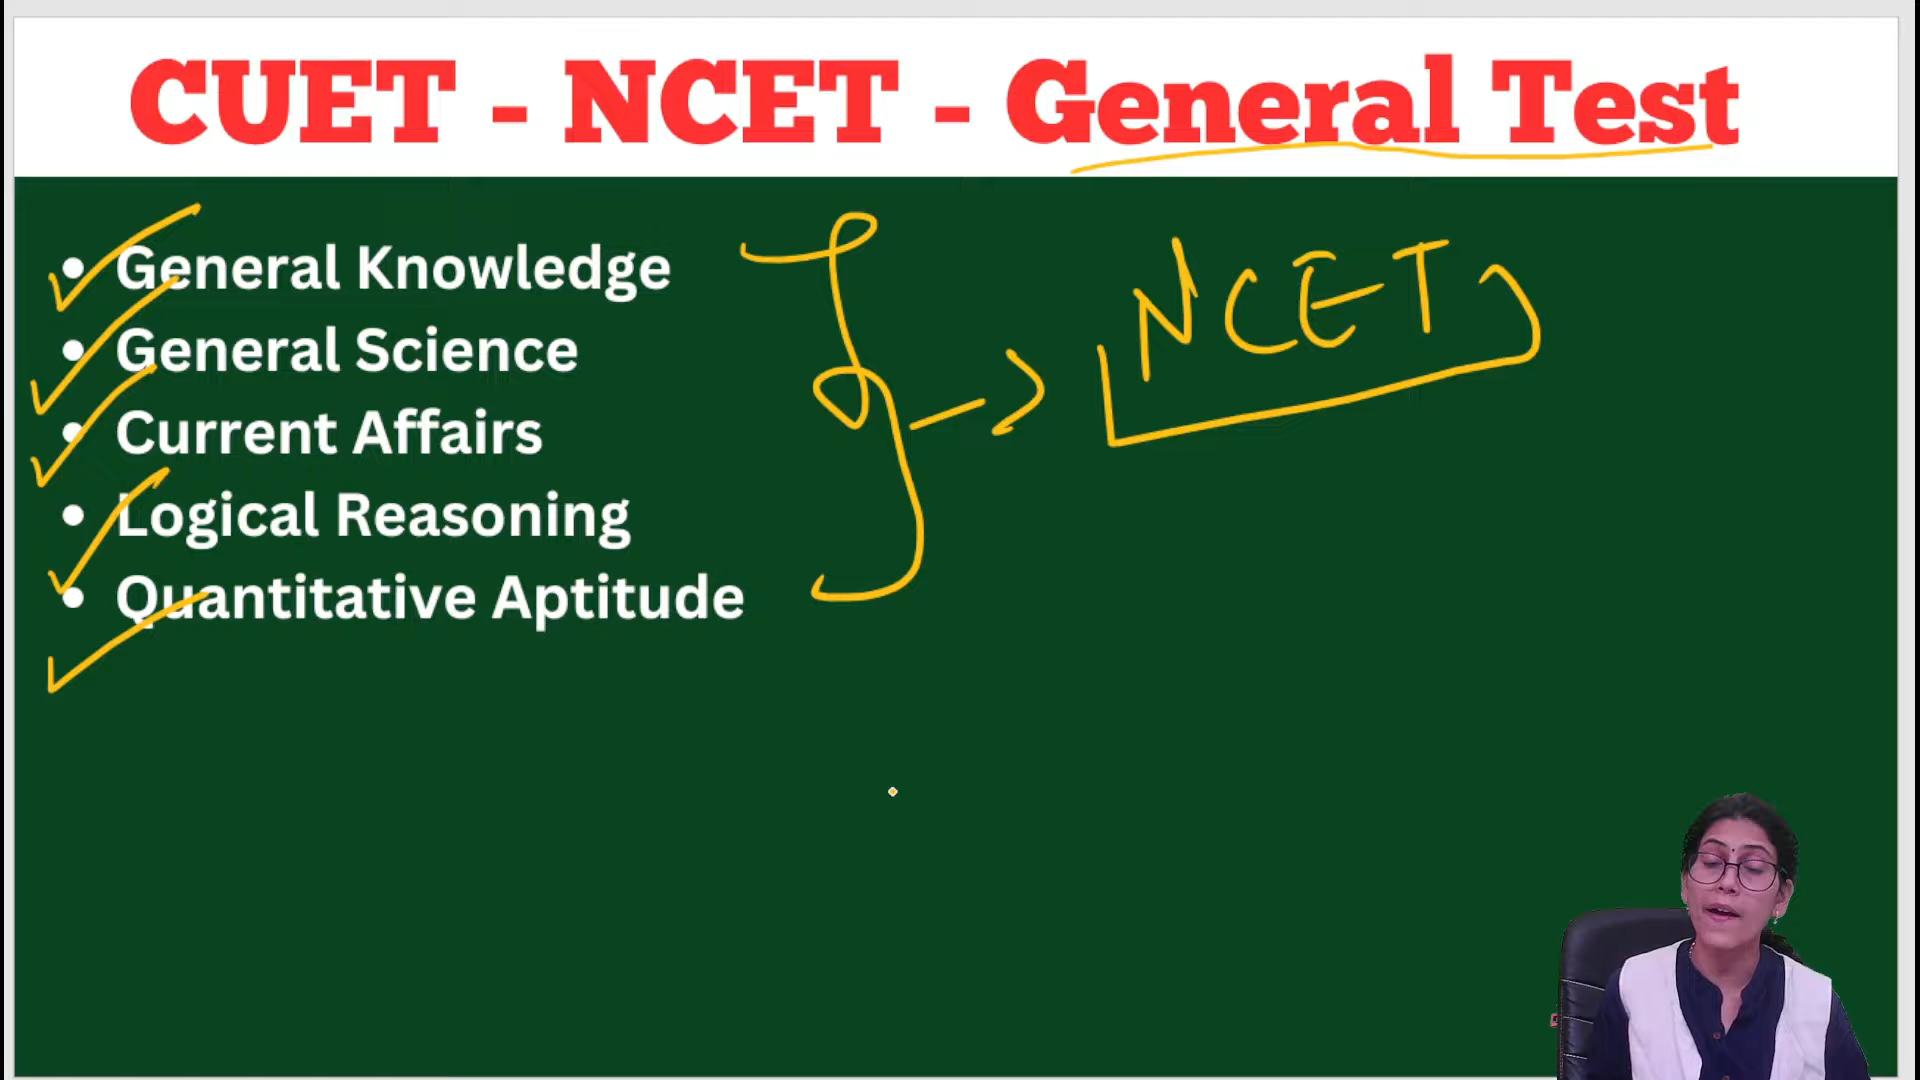 CUET - NCET - General Test
• General Knowledge
• General Science
• Current Affairs
• Logical Reasoning
• Quantitative Aptitude
NCET